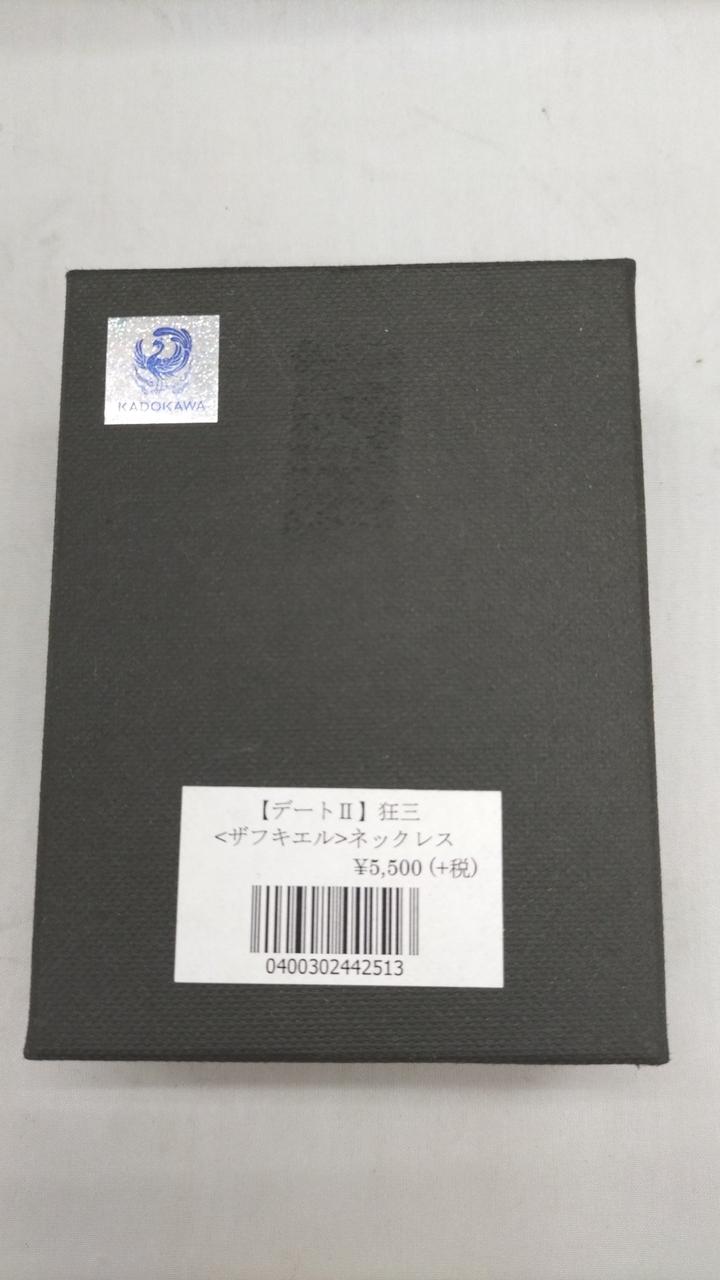 KADOKAWA
【デートⅡ】狂三
<ザフキエル>ネックレス
¥5,500 (+税)
0400302442513